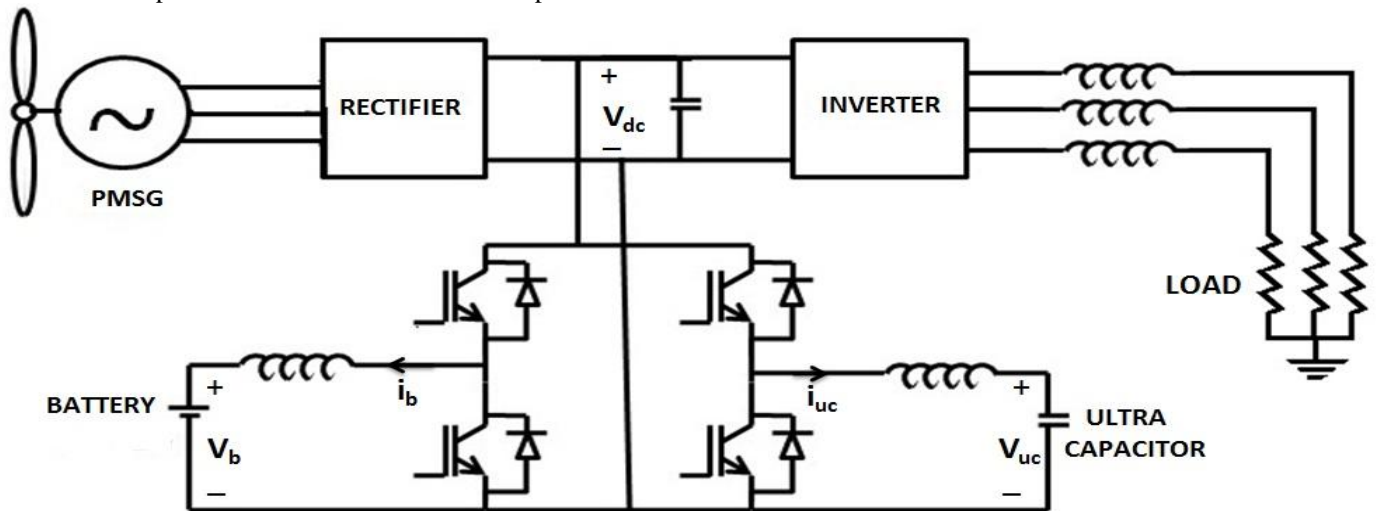 RECTIFIER
+
V_dc
−
INVERTER
PMSG
LOAD
BATTERY
+
V_b
−
i_b
i_uc
+
V_uc
−
ULTRA
CAPACITOR